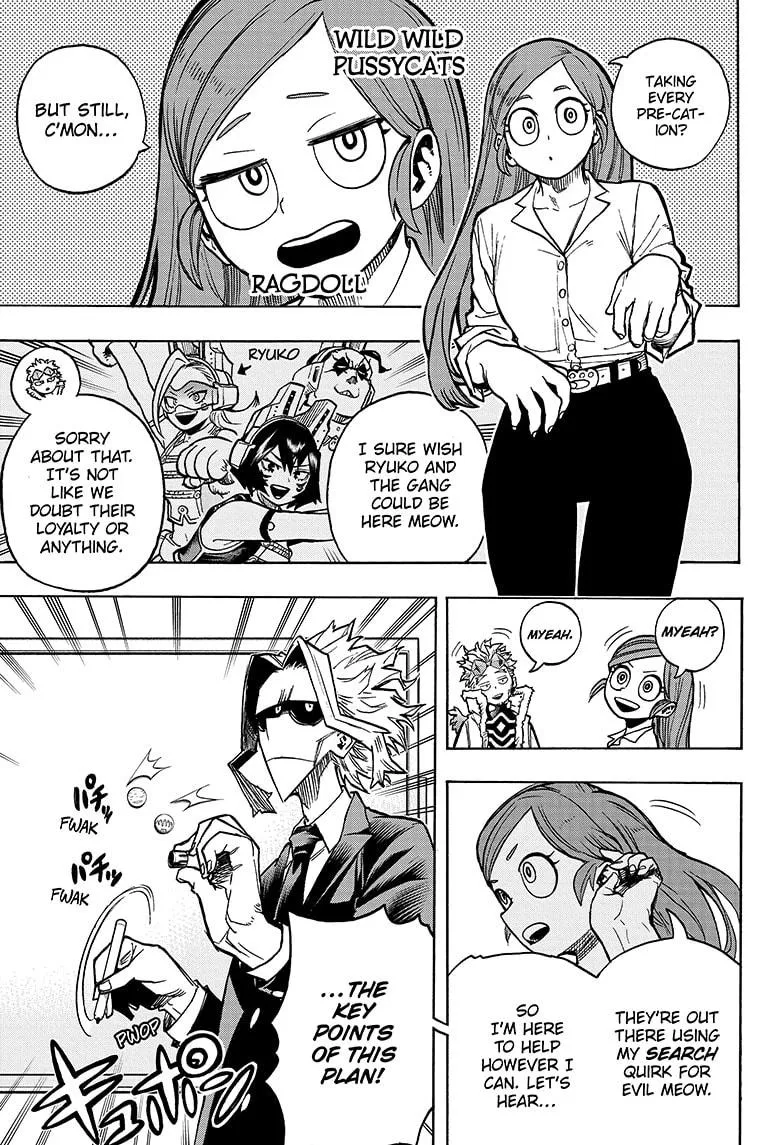 TAKING
EVERY
PRE-CAT-
ION?
WILD WILD
PUSSYCATS
RAGDOLL
BUT STILL,
C'MON...
I SURE WISH
RYUKO AND
THE GANG
COULD BE
HERE MEOW.
RYUKO
SORRY
ABOUT THAT.
IT'S NOT
LIKE WE
DOUBT THEIR
LOYALTY OR
ANYTHING.
MYEAH?
MYEAH.
THEY'RE OUT
THERE USING
MY SEARCH
QUIRK FOR
EVIL MEOW.
SO
I'M HERE
TO HELP
HOWEVER I
CAN. LET'S
HEAR...
パチッ
FWAK
パチッ
FWAK
...THE
KEY
POINTS
OF THIS
PLAN!
PWOP
キュポン